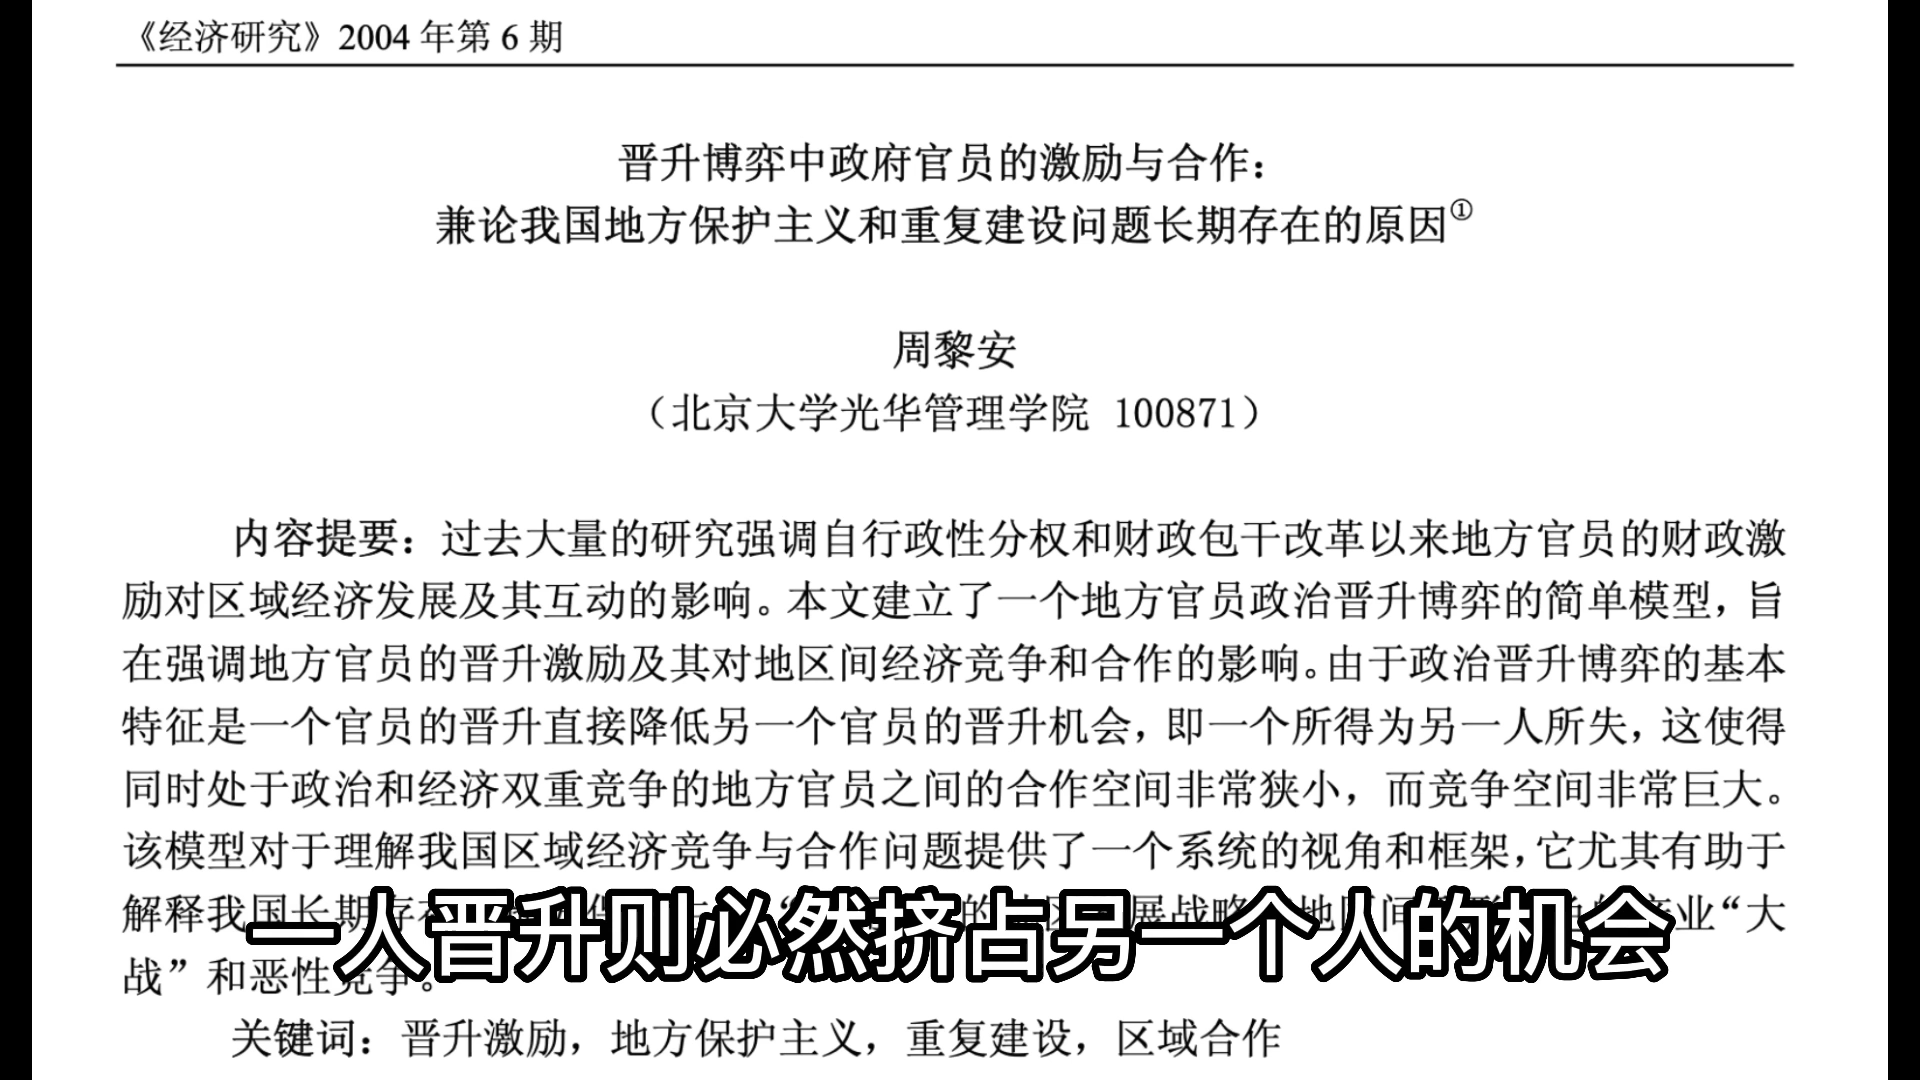 《经济研究》2004 年第 6 期
晋升博弈中政府官员的激励与合作：
兼论我国地方保护主义和重复建设问题长期存在的原因①
周黎安
（北京大学光华管理学院 100871）
内容提要：过去大量的研究强调自行政性分权和财政包干改革以来地方官员的财政激
励对区域经济发展及其互动的影响。本文建立了一个地方官员政治晋升博弈的简单模型，旨
在强调地方官员的晋升激励及其对地区间经济竞争和合作的影响。由于政治晋升博弈的基本
特征是一个官员的晋升直接降低另一个官员的晋升机会，即一个所得为另一人所失，这使得
同时处于政治和经济双重竞争的地方官员之间的合作空间非常狭小，而竞争空间非常巨大。
该模型对于理解我国区域经济竞争与合作问题提供了一个系统的视角和框架，它尤其有助于
解释我国长期存 的 展战略 地 间 产业“大
一人晋升则必然挤占另一个人的机会
战”和恶性竞争。
关键词：晋升激励，地方保护主义，重复建设，区域合作